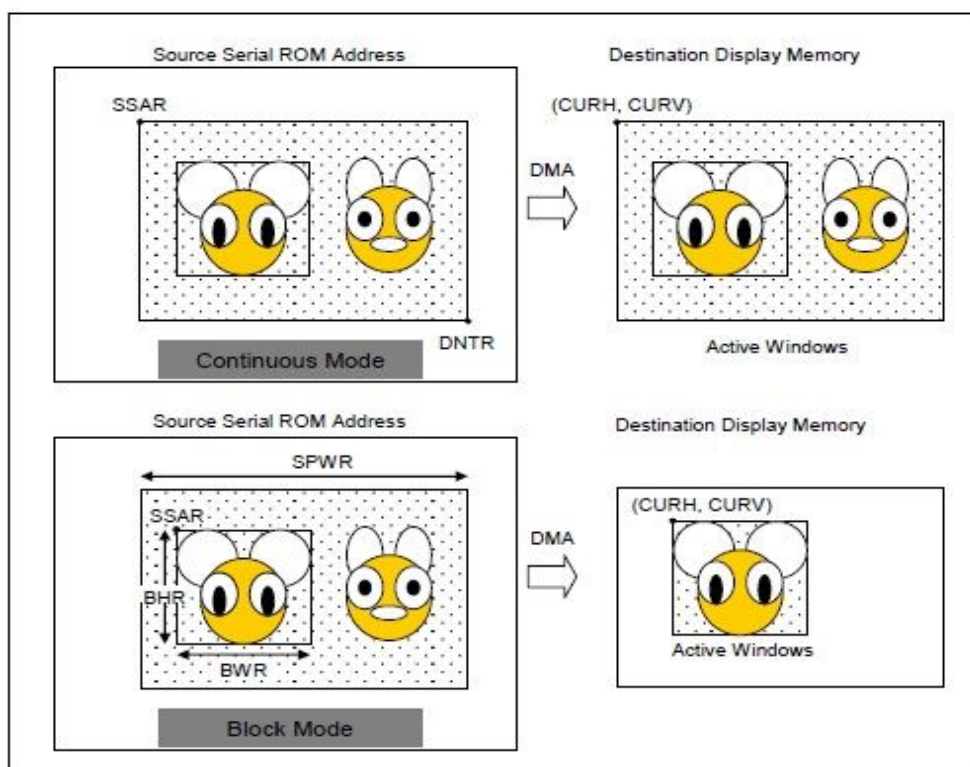 Source Serial ROM Address
Destination Display Memory
SSAR
(CURH, CURV)
DMA
DNTR
Active Windows
Continuous Mode
Source Serial ROM Address
Destination Display Memory
SPWR
SSAR
(CURH, CURV)
DMA
BHR
BWR
Active Windows
Block Mode